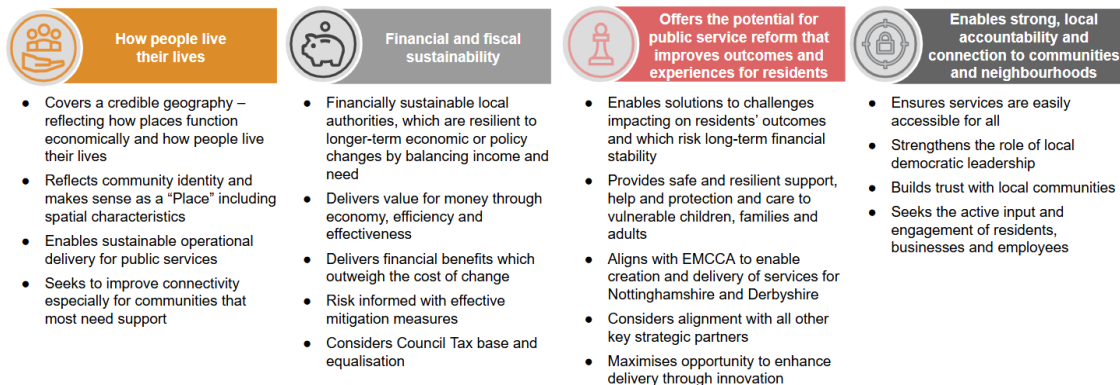 How people live
their lives
● Covers a credible geography –
reflecting how places function
economically and how people live
their lives
● Reflects community identity and
makes sense as a “Place” including
spatial characteristics
● Enables sustainable operational
delivery for public services
● Seeks to improve connectivity
especially for communities that
most need support
Financial and fiscal
sustainability
● Financially sustainable local
authorities, which are resilient to
longer-term economic or policy
changes by balancing income and
need
● Delivers value for money through
economy, efficiency and
effectiveness
● Delivers financial benefits which
outweigh the cost of change
● Risk informed with effective
mitigation measures
● Considers Council Tax base and
equalisation
Offers the potential for
public service reform that
improves outcomes and
experiences for residents
● Enables solutions to challenges
impacting on residents’ outcomes
and which risk long-term financial
stability
● Provides safe and resilient support,
help and protection and care to
vulnerable children, families and
adults
● Aligns with EMCCA to enable
creation and delivery of services for
Nottinghamshire and Derbyshire
● Considers alignment with all other
key strategic partners
● Maximises opportunity to enhance
delivery through innovation
Enables strong, local
accountability and
connection to communities
and neighbourhoods
● Ensures services are easily
accessible for all
● Strengthens the role of local
democratic leadership
● Builds trust with local communities
● Seeks the active input and
engagement of residents,
businesses and employees